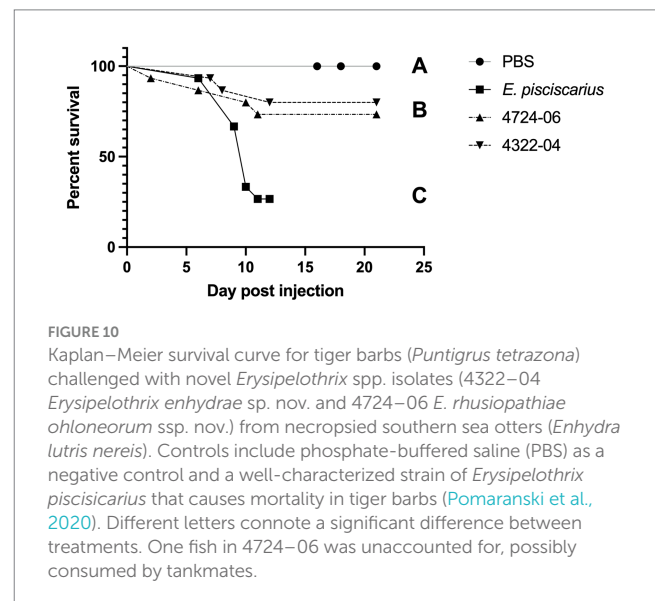 100
50
0
Percent survival
0 5 10 15 20 25
Day post injection
A
B
C
PBS
E. pisciscarius
4724-06
4322-04
FIGURE 10
Kaplan–Meier survival curve for tiger barbs (Puntigrus tetrazona)
challenged with novel Erysipelothrix spp. isolates (4322–04
Erysipelothrix enhydrae sp. nov. and 4724–06 E. rhusiopathiae
ohloneorum ssp. nov.) from necropsied southern sea otters (Enhydra
lutris nereis). Controls include phosphate-buffered saline (PBS) as a
negative control and a well-characterized strain of Erysipelothrix
piscisicarius that causes mortality in tiger barbs (Pomaranski et al.,
2020). Different letters connote a significant difference between
treatments. One fish in 4724–06 was unaccounted for, possibly
consumed by tankmates.